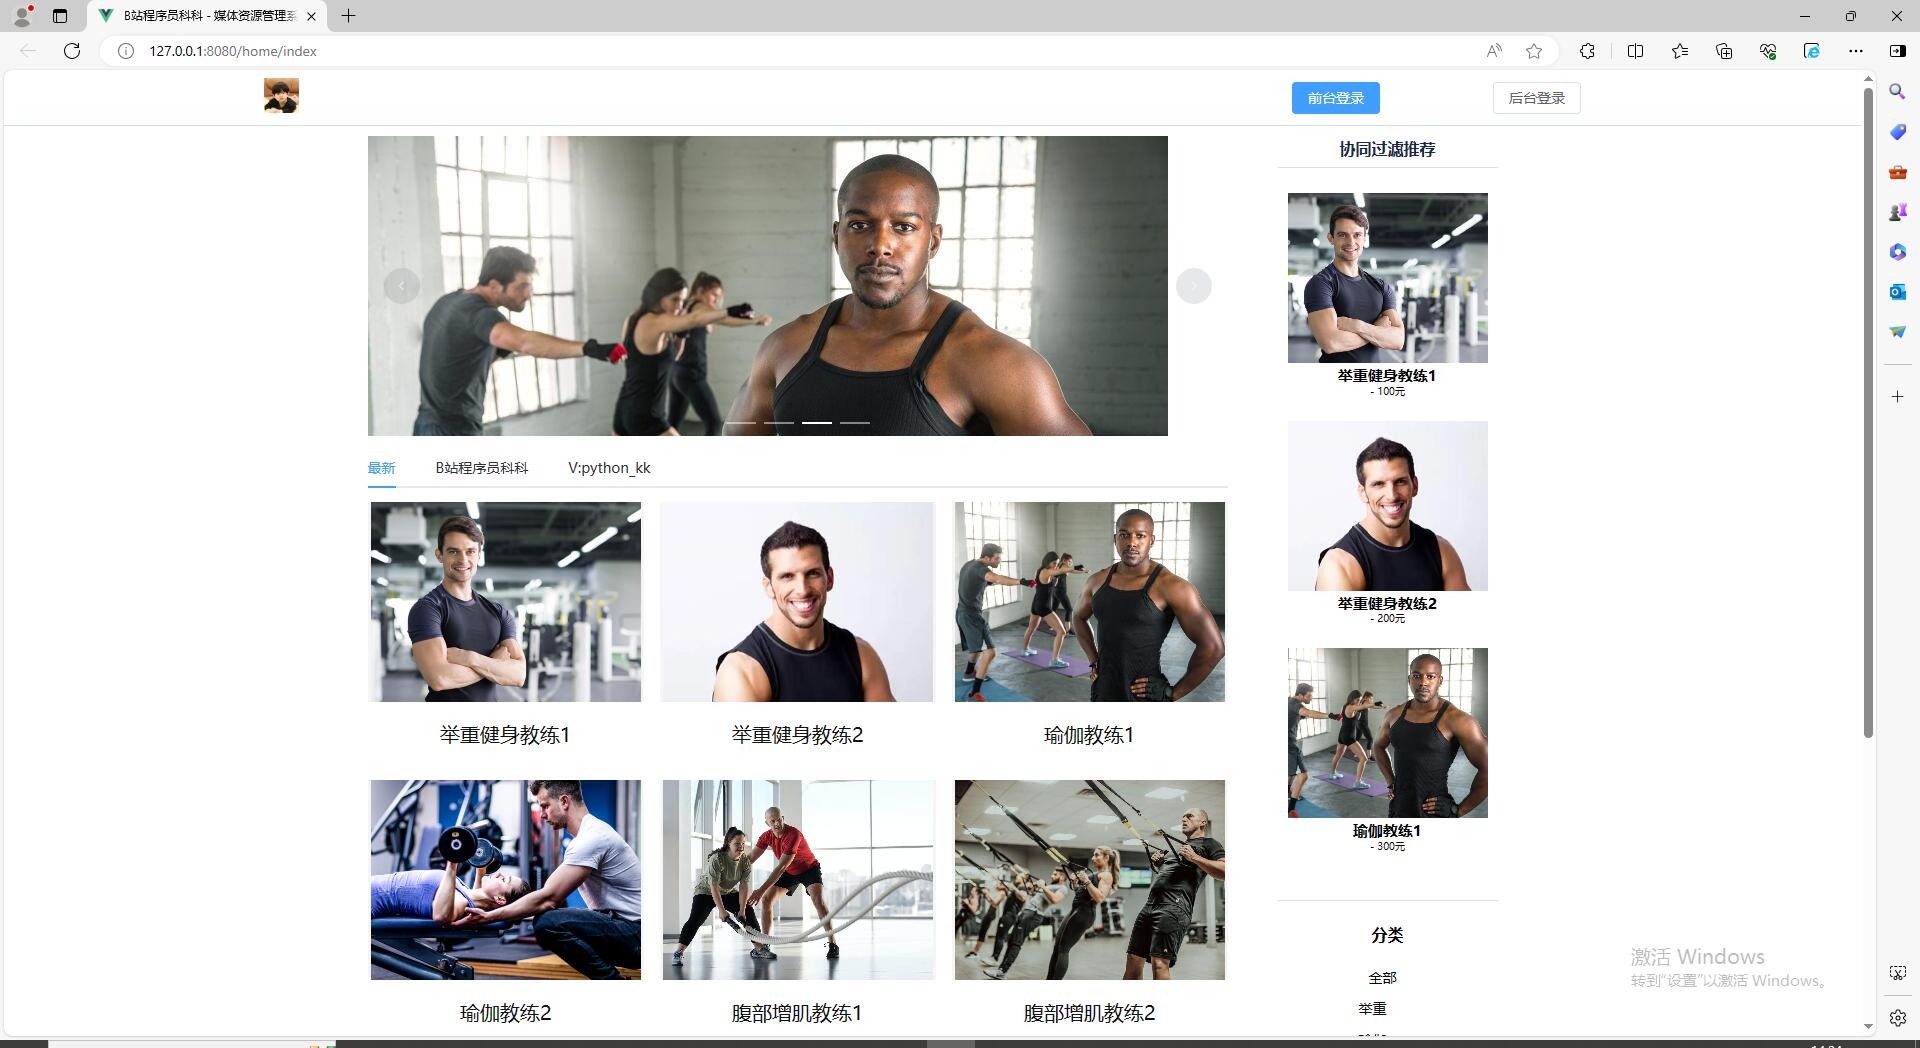 B站程序员科科 - 媒体资源管理系
127.0.0.1:8080/home/index
前台登录
后台登录
协同过滤推荐
举重健身教练1
- 100元
举重健身教练2
- 200元
瑜伽教练1
- 300元
最新 B站程序员科科 V:python_kk
举重健身教练1 举重健身教练2 瑜伽教练1
瑜伽教练2 腹部增肌教练1 腹部增肌教练2
分类
全部
举重
激活 Windows
转到“设置”以激活 Windows。